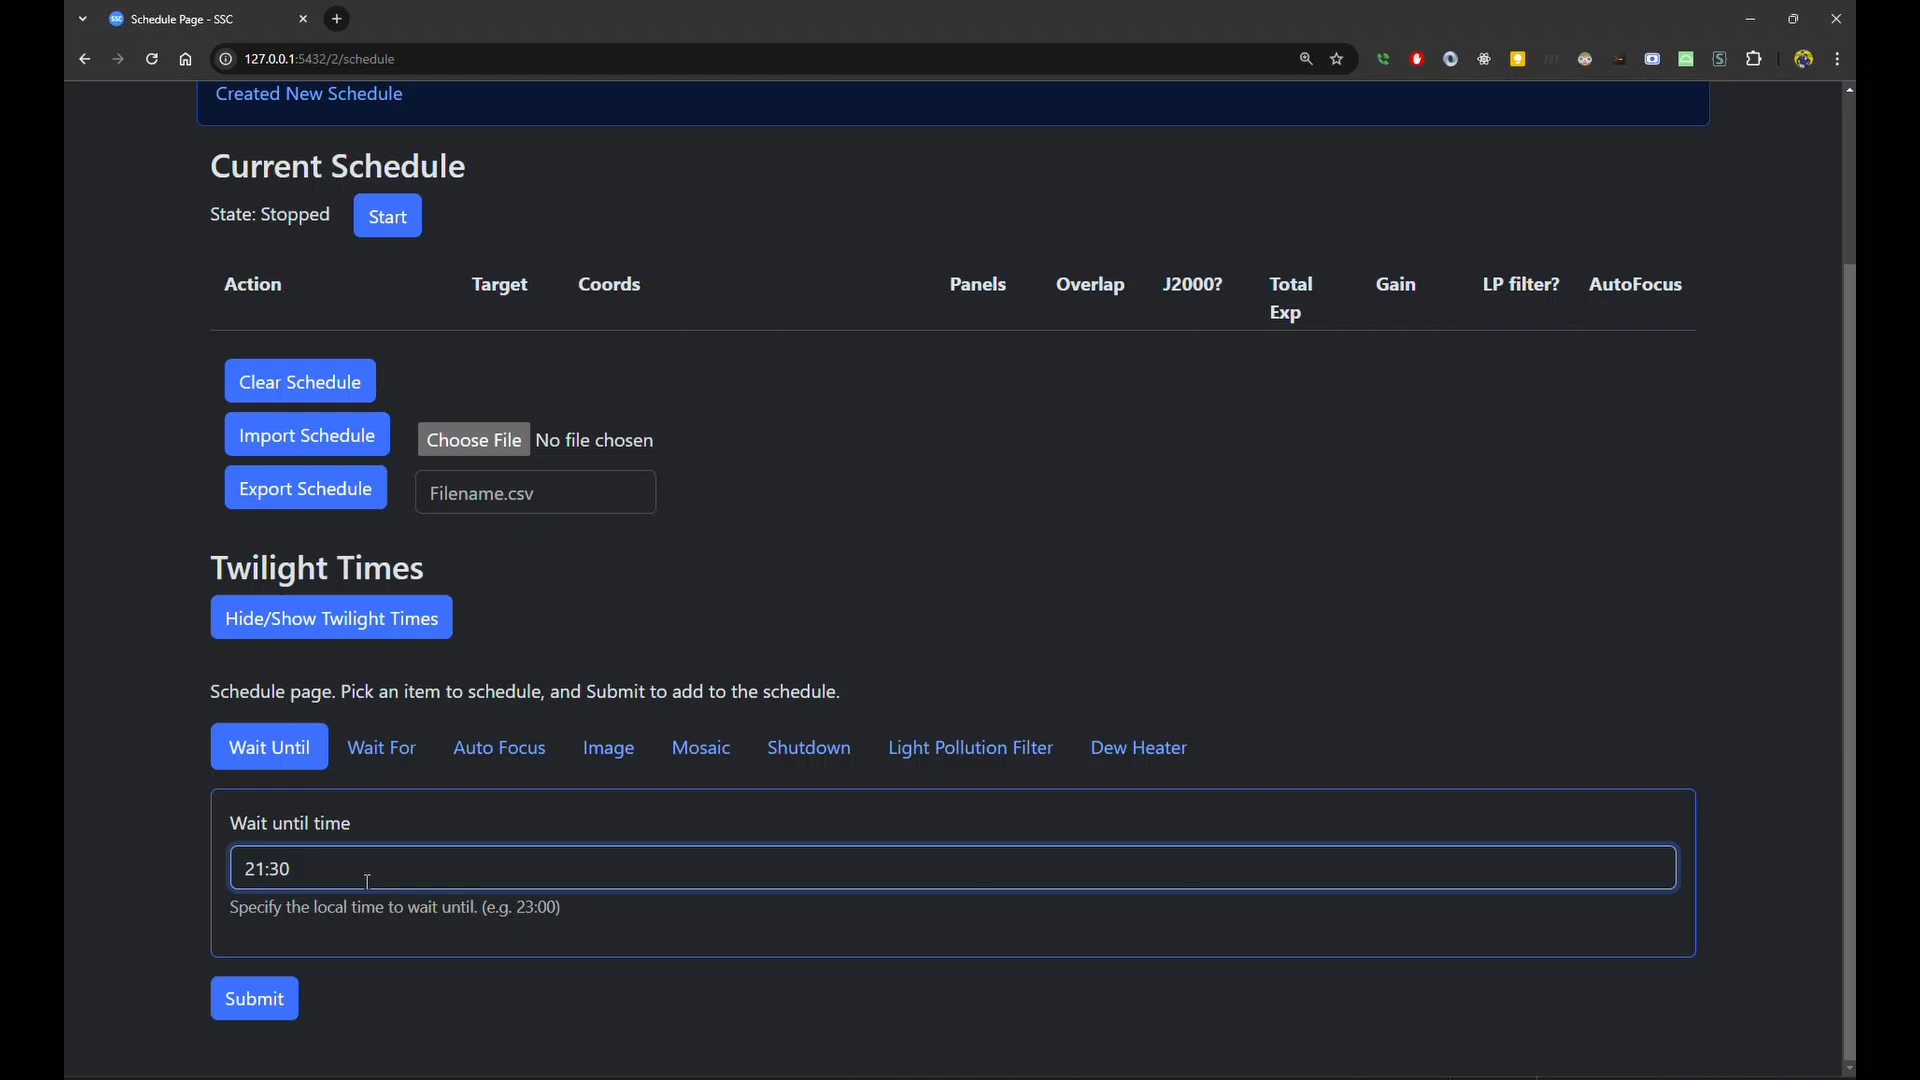 Schedule Page - SSC
127.0.0.1:5432/2/schedule
Created New Schedule
Current Schedule
State: Stopped Start
Action Target Coords Panels Overlap J2000? Total Exp Gain LP filter? AutoFocus
Clear Schedule
Import Schedule Choose File No file chosen
Export Schedule Filename.csv
Twilight Times
Hide/Show Twilight Times
Schedule page. Pick an item to schedule, and Submit to add to the schedule.
Wait Until Wait For Auto Focus Image Mosaic Shutdown Light Pollution Filter Dew Heater
Wait until time
21:30
Specify the local time to wait until. (e.g. 23:00)
Submit